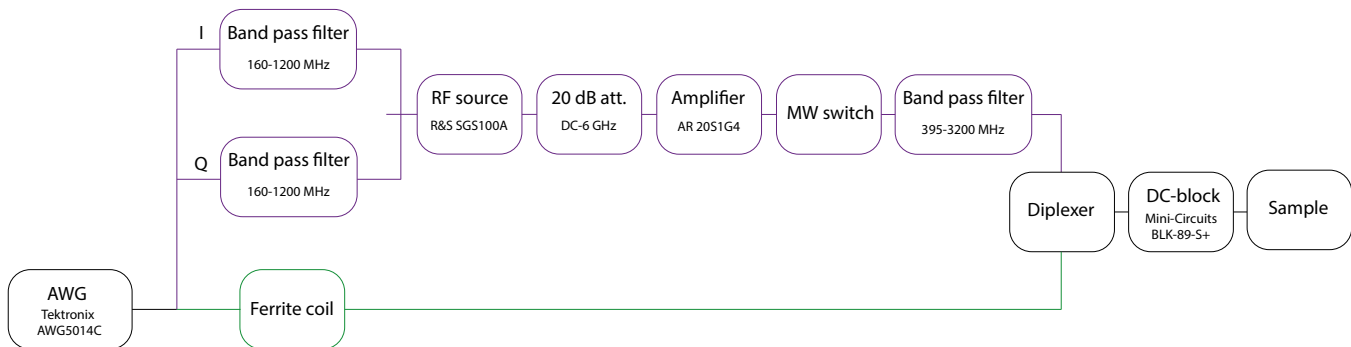 I
Band pass filter
160-1200 MHz
Q
Band pass filter
160-1200 MHz
RF source
R&S SGS100A
20 dB att.
DC-6 GHz
Amplifier
AR 20S1G4
MW switch
Band pass filter
395-3200 MHz
Diplexer
DC-block
Mini-Circuits
BLK-89-S+
Sample
AWG
Tektronix
AWG5014C
Ferrite coil